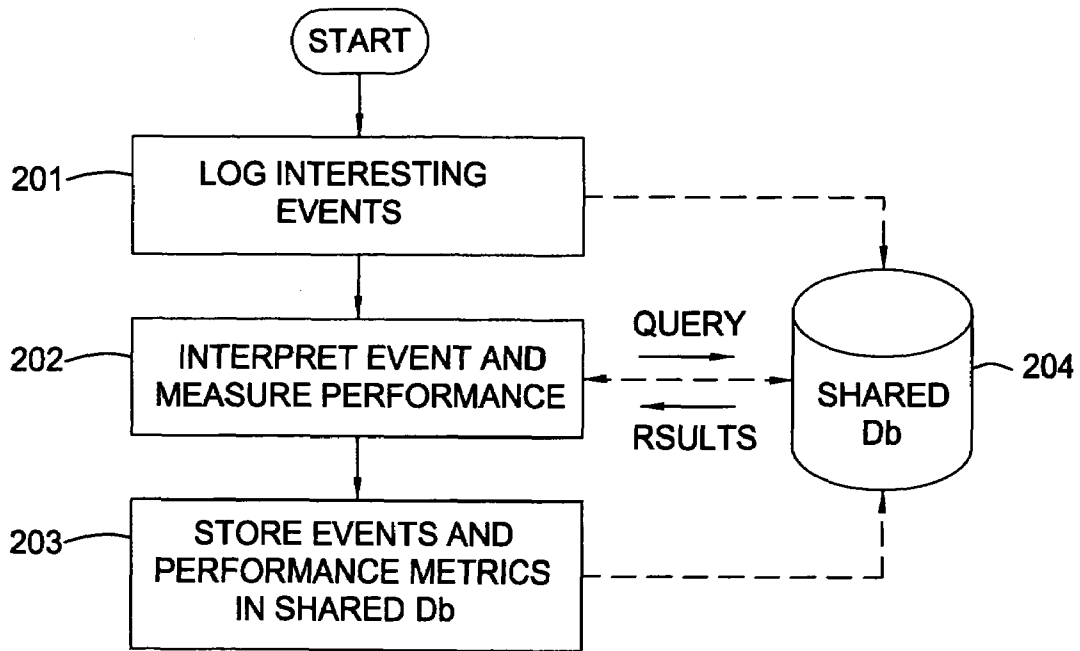 START
201
LOG INTERESTING
EVENTS
202
INTERPRET EVENT AND
MEASURE PERFORMANCE
QUERY
RSULTS
SHARED
Db
204
203
STORE EVENTS AND
PERFORMANCE METRICS
IN SHARED Db